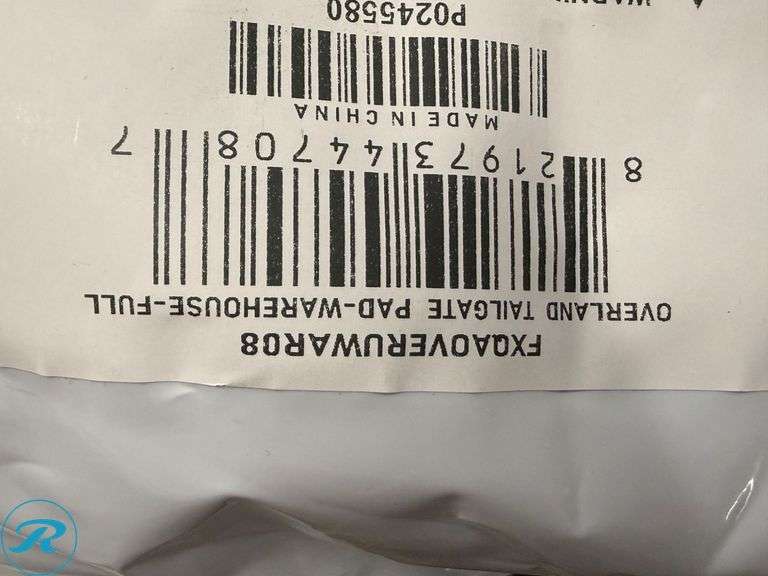 FXQAOVERUWAR08
OVERLAND TAILGATE PAD-WAREHOUSE-FULL
8 21973 44708 7
MADE IN CHINA
P0245580
R